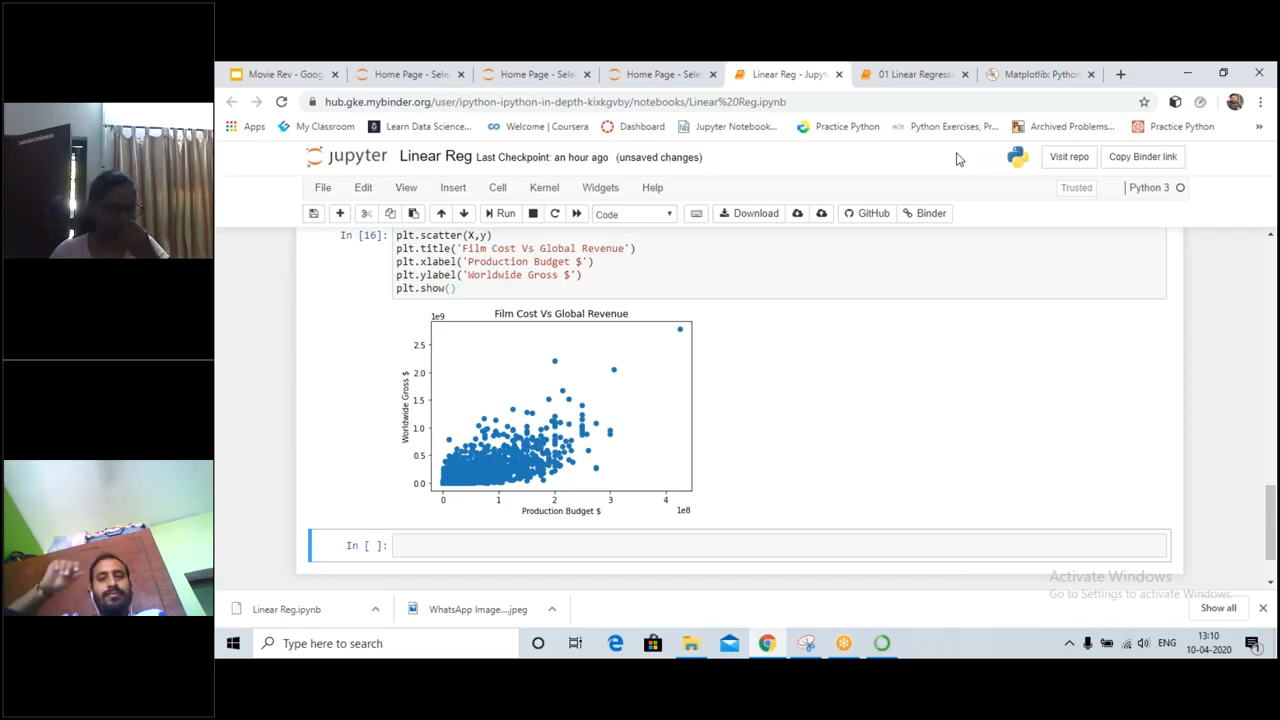 Movie Rev - Goog
Home Page - Sele
Home Page - Sele
Home Page - Sele
Linear Reg - Jupyte
01 Linear Regress
Matplotlib: Python
hub.gke.mybinder.org/user/ipython-ipython-in-depth-kixkgvby/notebooks/Linear%20Reg.ipynb
Apps
My Classroom
Learn Data Science...
Welcome | Coursera
Dashboard
Jupyter Notebook...
Practice Python
Python Exercises, Pr...
Archived Problems...
Practice Python
»
jupyter Linear Reg Last Checkpoint: an hour ago (unsaved changes)
Visit repo
Copy Binder link
File Edit View Insert Cell Kernel Widgets Help
Trusted
Python 3
Run
Code
Download
GitHub
Binder
In [16]:
plt.scatter(X,y)
plt.title('Film Cost Vs Global Revenue')
plt.xlabel('Production Budget $')
plt.ylabel('Worldwide Gross $')
plt.show()
Film Cost Vs Global Revenue
1e9
2.5
2.0
1.5
1.0
0.5
0.0
Worldwide Gross $
0 1 2 3 4
1e8
Production Budget $
In [ ]:
Activate Windows
Go to Settings to activate Windows.
Linear Reg.ipynb
WhatsApp Image....jpeg
Show all
Type here to search
ENG
13:10
10-04-2020